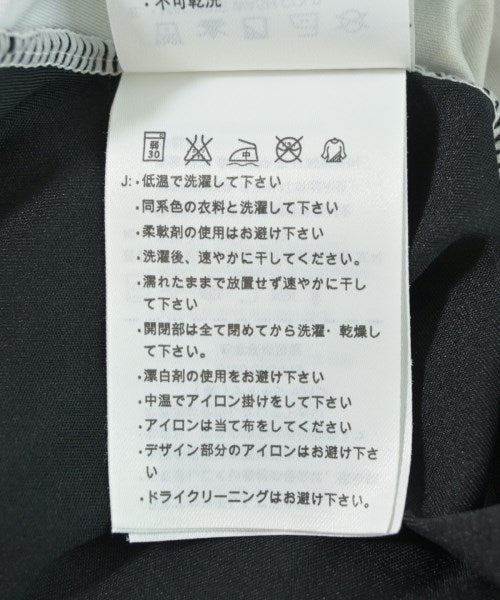 ・不可乾洗
弱
30
中
J:・低温で洗濯して下さい
・同系色の衣料と洗濯して下さい
・柔軟剤の使用はお避け下さい
・洗濯後、速やかに干してください。
・濡れたままで放置せず速やかに干し
て下さい
・開閉部は全て閉めてから洗濯・乾燥し
て下さい。
・漂白剤の使用をお避け下さい
・中温でアイロン掛けをして下さい
・アイロンは当て布をしてください
・デザイン部分のアイロンはお避け下さ
い
・ドライクリーニングはお避け下さい。